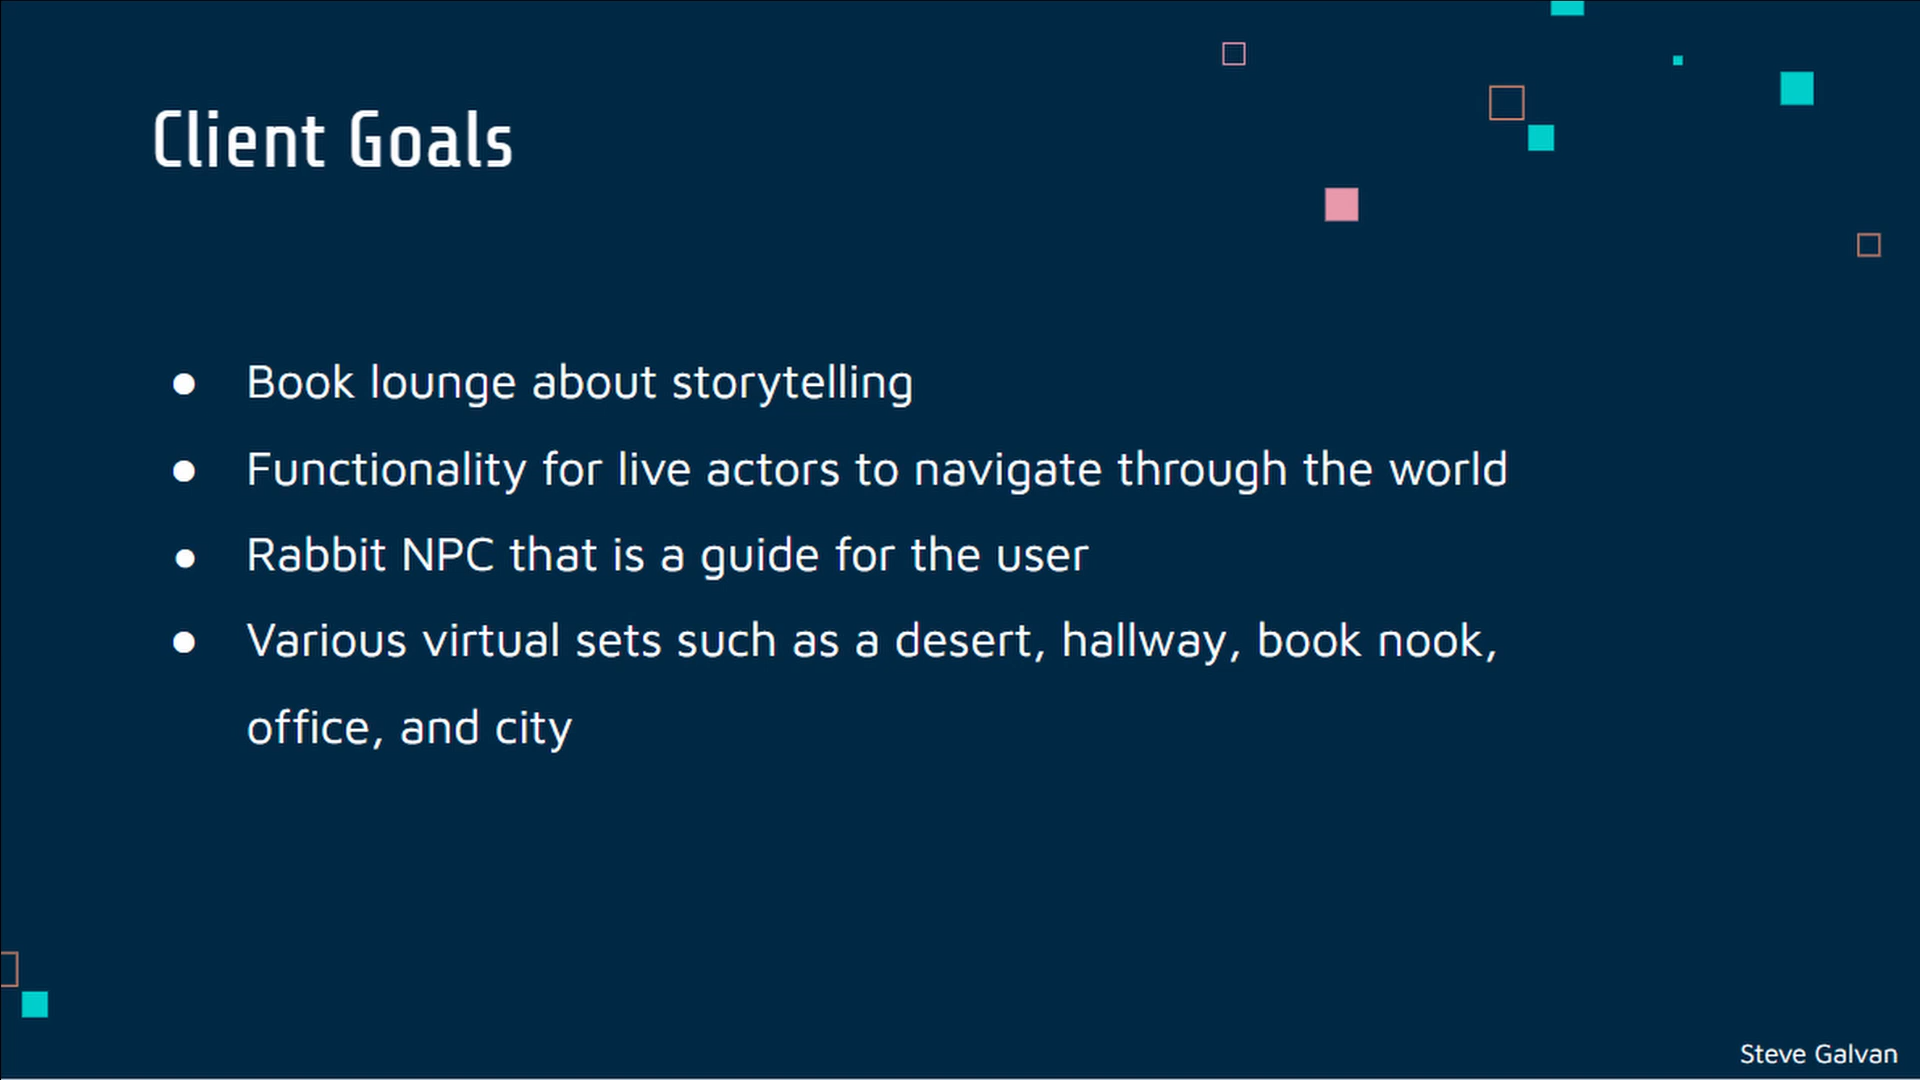 Client Goals
● Book lounge about storytelling
● Functionality for live actors to navigate through the world
● Rabbit NPC that is a guide for the user
● Various virtual sets such as a desert, hallway, book nook,
office, and city
Steve Galvan